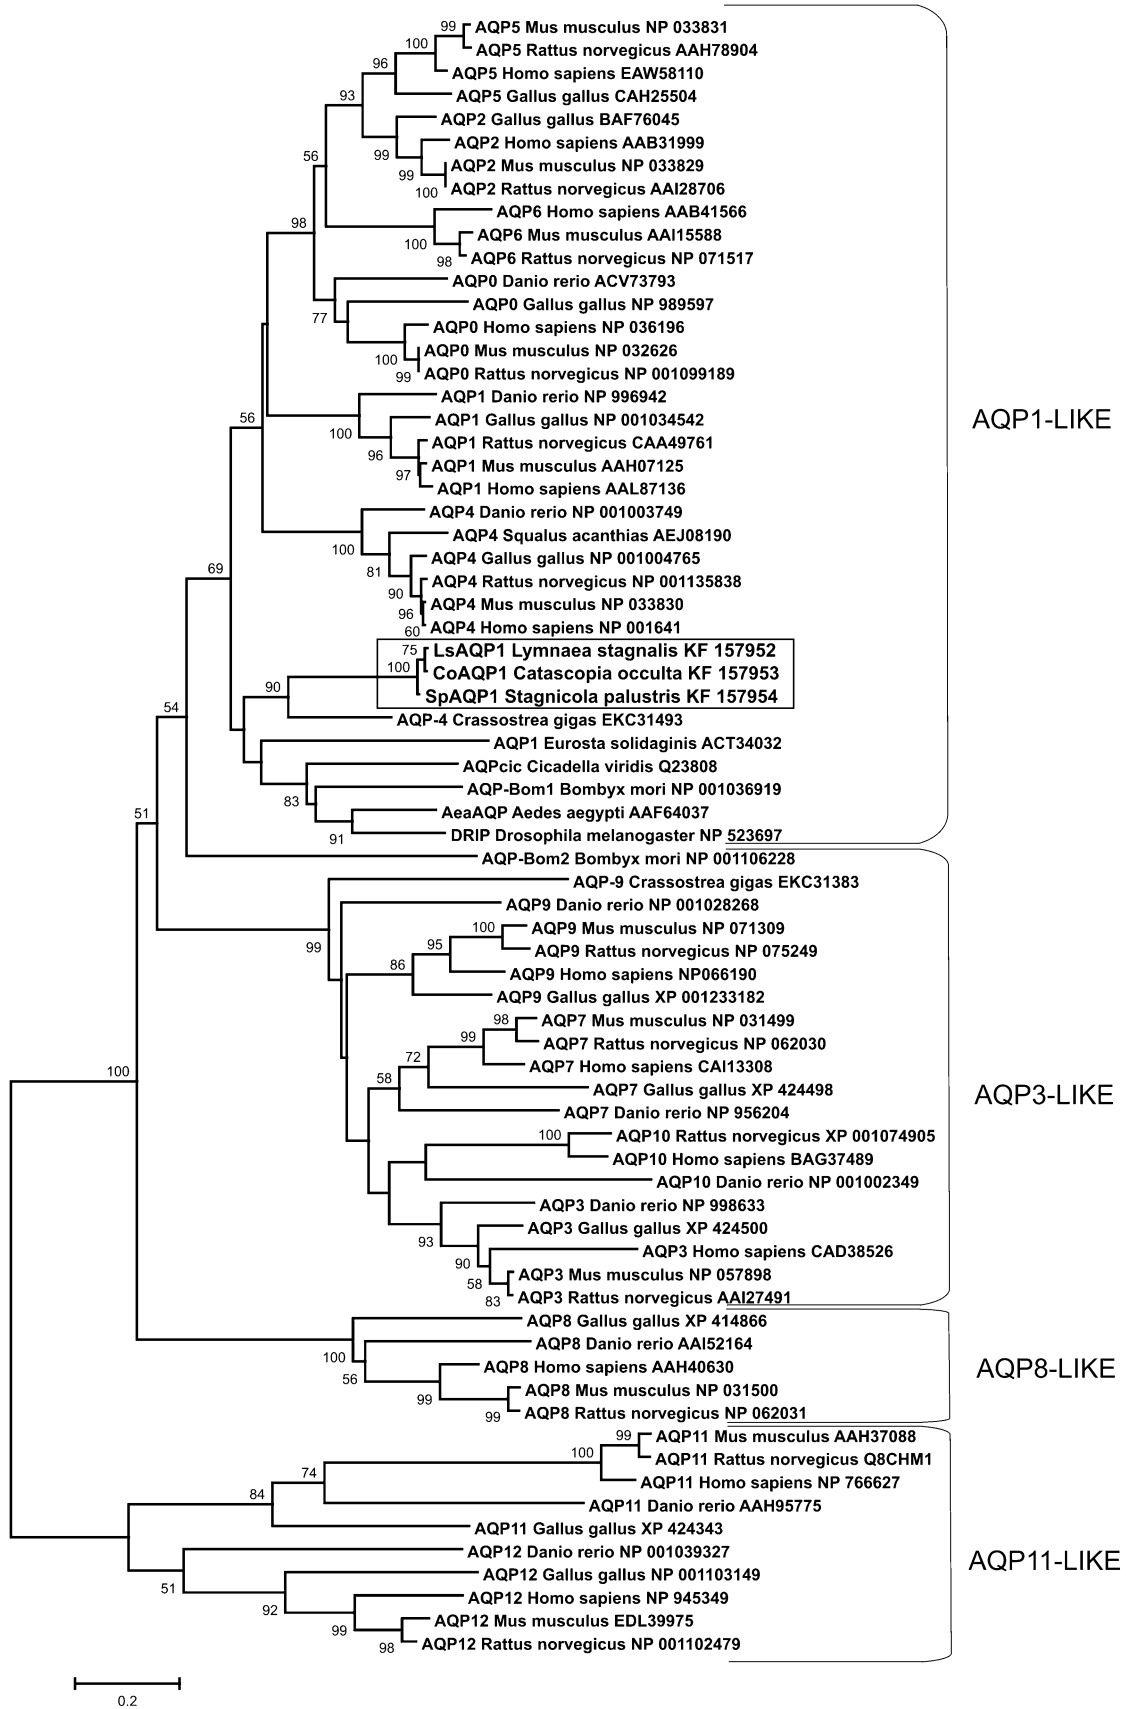 99 AQP5 Mus musculus NP 033831
100 AQP5 Rattus norvegicus AAH78904
96 AQP5 Homo sapiens EAW58110
93 AQP5 Gallus gallus CAH25504
AQP2 Gallus gallus BAF76045
99 AQP2 Homo sapiens AAB31999
56 99 AQP2 Mus musculus NP 033829
100 AQP2 Rattus norvegicus AAI28706
98 AQP6 Homo sapiens AAB41566
100 AQP6 Mus musculus AAI15588
98 AQP6 Rattus norvegicus NP 071517
AQP0 Danio rerio ACV73793
77 AQP0 Gallus gallus NP 989597
AQP0 Homo sapiens NP 036196
100 AQP0 Mus musculus NP 032626
99 AQP0 Rattus norvegicus NP 001099189
AQP1 Danio rerio NP 996942
56 AQP1 Gallus gallus NP 001034542
AQP1-LIKE
100 AQP1 Rattus norvegicus CAA49761
96 AQP1 Mus musculus AAH07125
97 AQP1 Homo sapiens AAL87136
AQP4 Danio rerio NP 001003749
AQP4 Squalus acanthias AEJ08190
100 AQP4 Gallus gallus NP 001004765
69 81 AQP4 Rattus norvegicus NP 001135838
90 AQP4 Mus musculus NP 033830
96 60 AQP4 Homo sapiens NP 001641
75 LsAQP1 Lymnaea stagnalis KF 157952
100 CoAQP1 Catascopia occulta KF 157953
90 SpAQP1 Stagnicola palustris KF 157954
54 AQP-4 Crassostrea gigas EKC31493
AQP1 Eurosta solidaginis ACT34032
AQPcic Cicadella viridis Q23808
83 AQP-Bom1 Bombyx mori NP 001036919
51 AeaAQP Aedes aegypti AAF64037
91 DRIP Drosophila melanogaster NP 523697
AQP-Bom2 Bombyx mori NP 001106228
AQP-9 Crassostrea gigas EKC31383
AQP9 Danio rerio NP 001028268
99 100 AQP9 Mus musculus NP 071309
95 AQP9 Rattus norvegicus NP 075249
86 AQP9 Homo sapiens NP066190
AQP9 Gallus gallus XP 001233182
98 AQP7 Mus musculus NP 031499
99 AQP7 Rattus norvegicus NP 062030
72 AQP7 Homo sapiens CAI13308
100 58 AQP7 Gallus gallus XP 424498
AQP3-LIKE
AQP7 Danio rerio NP 956204
100 AQP10 Rattus norvegicus XP 001074905
AQP10 Homo sapiens BAG37489
AQP10 Danio rerio NP 001002349
AQP3 Danio rerio NP 998633
93 AQP3 Gallus gallus XP 424500
90 AQP3 Homo sapiens CAD38526
58 AQP3 Mus musculus NP 057898
83 AQP3 Rattus norvegicus AAI27491
AQP8 Gallus gallus XP 414866
100 AQP8 Danio rerio AAI52164
56 AQP8 Homo sapiens AAH40630
AQP8-LIKE
99 AQP8 Mus musculus NP 031500
99 AQP8 Rattus norvegicus NP 062031
99 AQP11 Mus musculus AAH37088
100 AQP11 Rattus norvegicus Q8CHM1
74 AQP11 Homo sapiens NP 766627
84 AQP11 Danio rerio AAH95775
AQP11 Gallus gallus XP 424343
AQP12 Danio rerio NP 001039327
AQP11-LIKE
51 AQP12 Gallus gallus NP 001103149
92 AQP12 Homo sapiens NP 945349
99 AQP12 Mus musculus EDL39975
98 AQP12 Rattus norvegicus NP 001102479
0.2